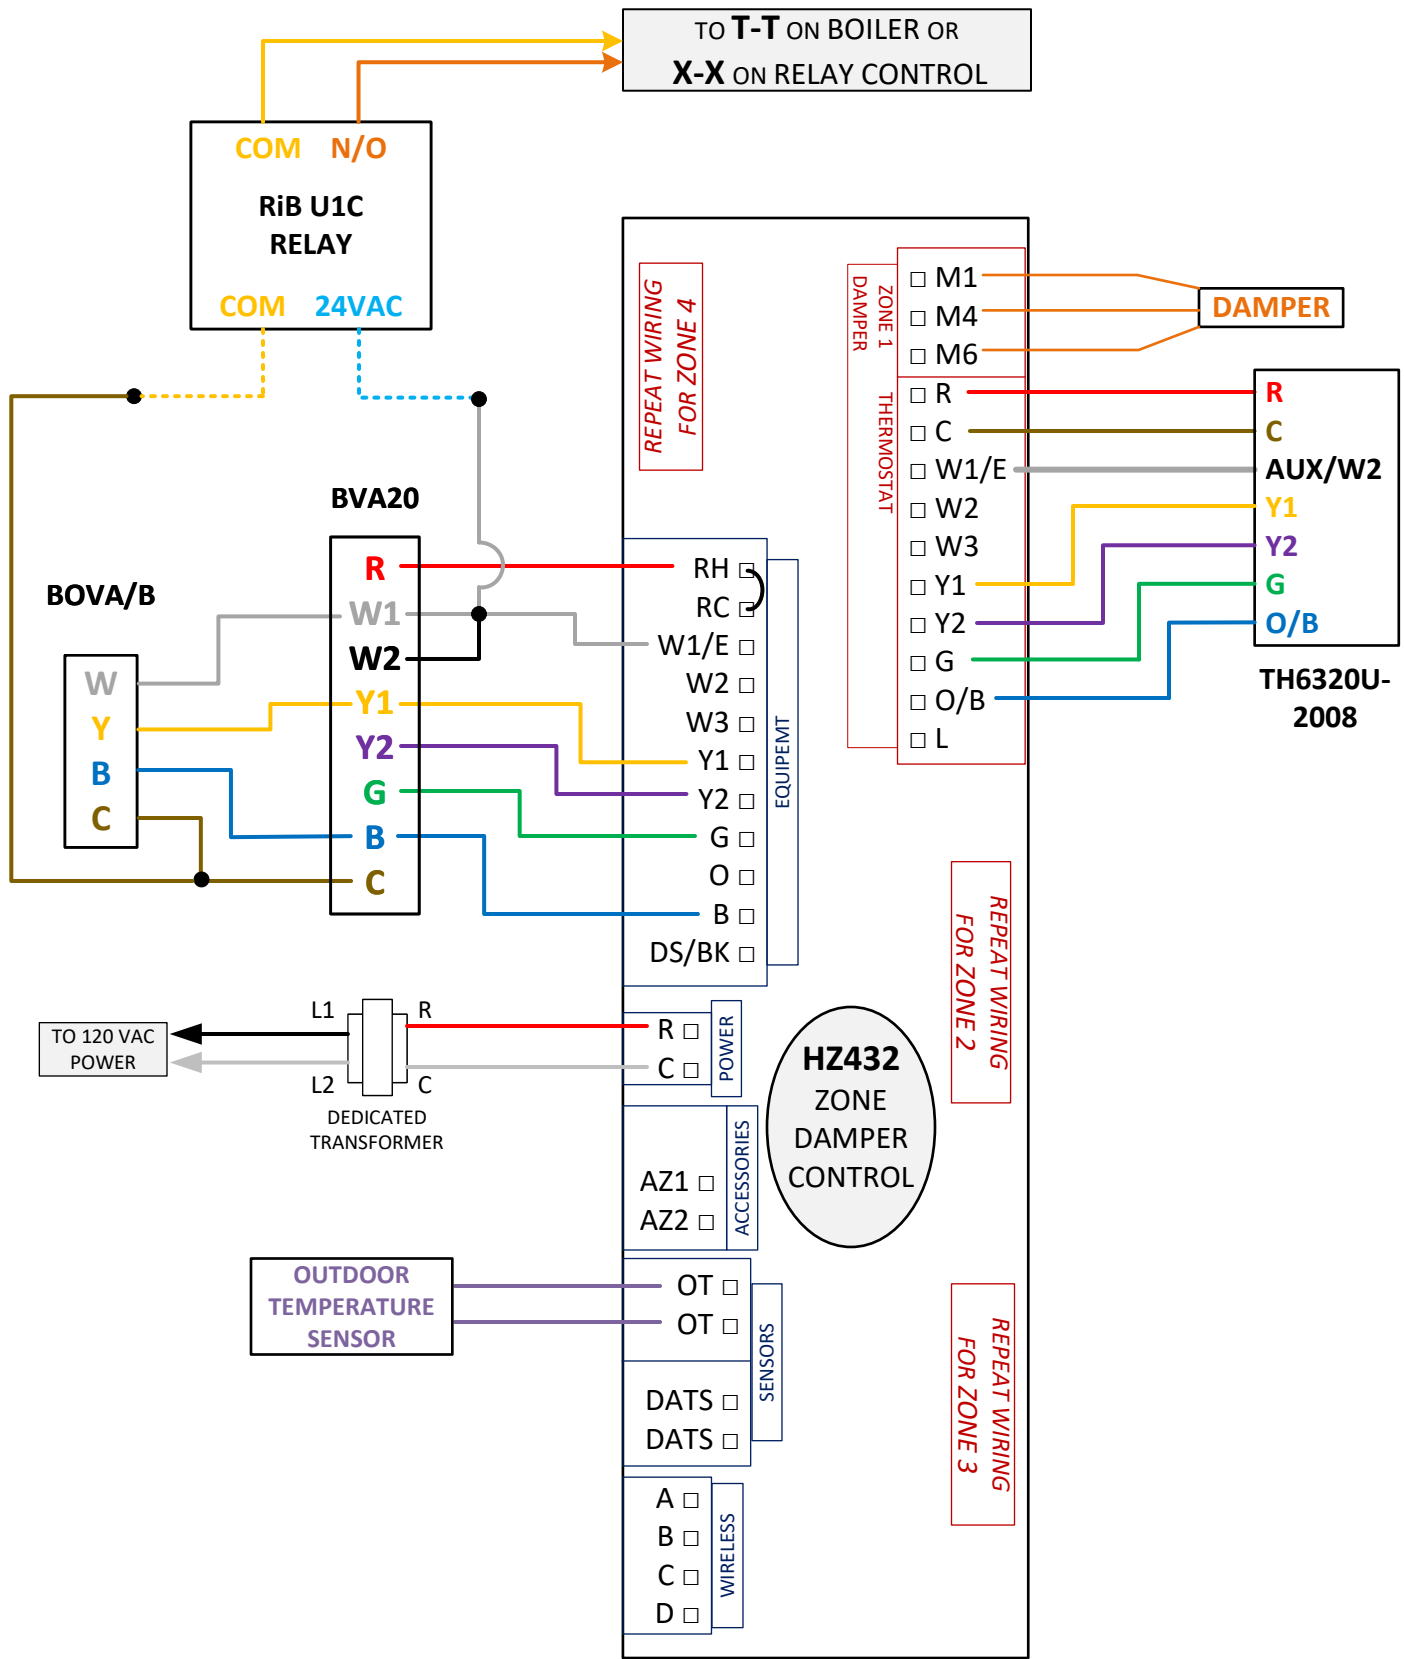 TO T-T ON BOILER OR
X-X ON RELAY CONTROL
COM N/O
RiB U1C
RELAY
COM 24VAC
REPEAT WIRING
FOR ZONE 4
ZONE 1
DAMPER
M1
M4
M6
DAMPER
THERMOSTAT
R
C
W1/E
W2
W3
Y1
Y2
G
O/B
L
R
C
AUX/W2
Y1
Y2
G
O/B
TH6320U-
2008
BVA20
R
W1
W2
Y1
Y2
G
B
C
BOVA/B
W
Y
B
C
RH
RC
W1/E
W2
W3
Y1
Y2
G
O
B
DS/BK
EQUIPEMT
REPEAT WIRING
FOR ZONE 2
TO 120 VAC
POWER
L1
L2
R
C
DEDICATED
TRANSFORMER
R
C
POWER
HZ432
ZONE
DAMPER
CONTROL
AZ1
AZ2
ACCESSORIES
OUTDOOR
TEMPERATURE
SENSOR
OT
OT
DATS
DATS
SENSORS
REPEAT WIRING
FOR ZONE 3
A
B
C
D
WIRELESS